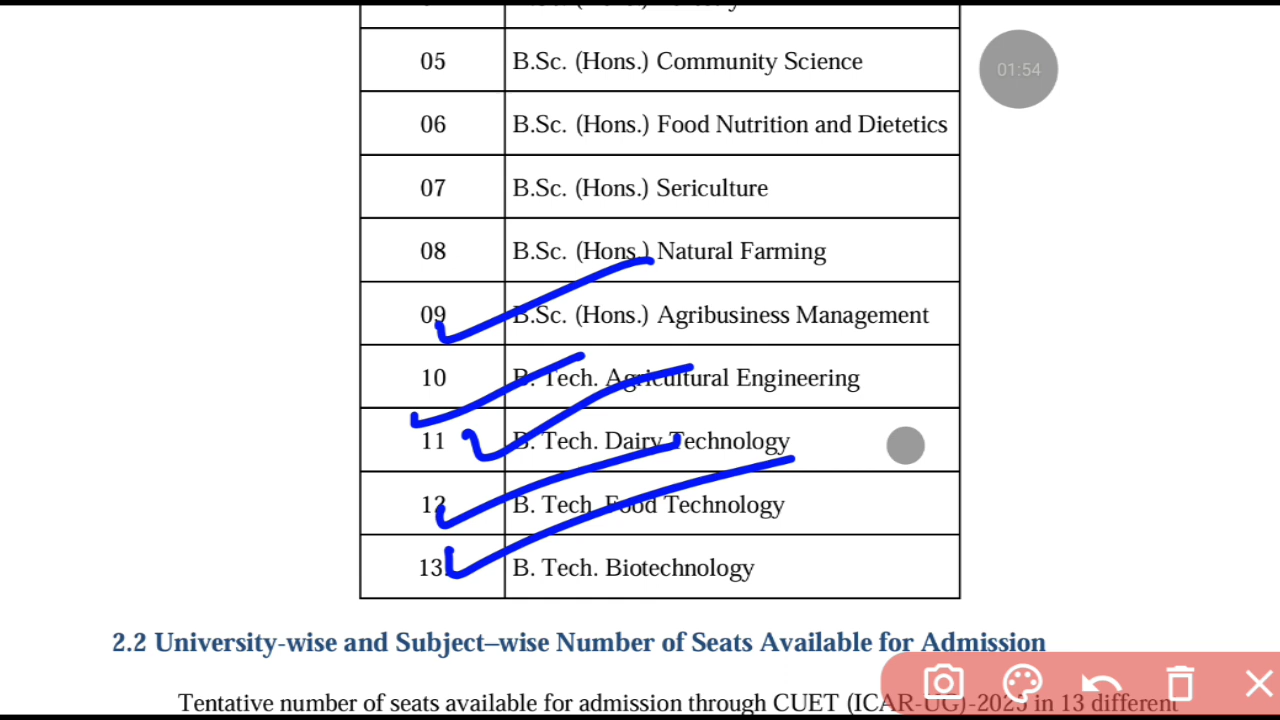 05 B.Sc. (Hons.) Community Science
01:54
06 B.Sc. (Hons.) Food Nutrition and Dietetics
07 B.Sc. (Hons.) Sericulture
08 B.Sc. (Hons.) Natural Farming
09 B.Sc. (Hons.) Agribusiness Management
10 B. Tech. Agricultural Engineering
11 B. Tech. Dairy Technology
12 B. Tech. Food Technology
13. B. Tech. Biotechnology
2.2 University-wise and Subject–wise Number of Seats Available for Admission
Tentative number of seats available for admission through CUET (ICAR-UG)-2025 in 13 different